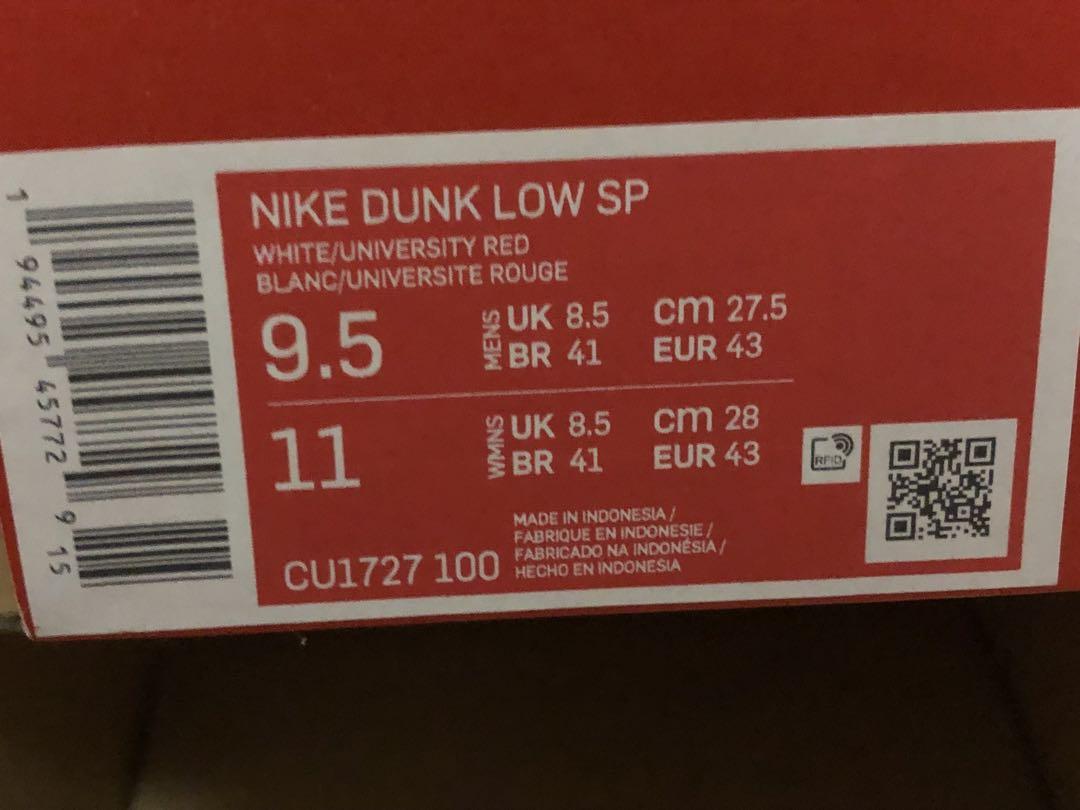 NIKE DUNK LOW SP
WHITE/UNIVERSITY RED
BLANC/UNIVERSITE ROUGE
9.5
MENS
UK 8.5 cm 27.5
BR 41 EUR 43
11
WMNS
UK 8.5 cm 28
BR 41 EUR 43
RFID
MADE IN INDONESIA /
FABRIQUE EN INDONESIE /
FABRICADO NA INDONÉSIA /
HECHO EN INDONESIA
CU1727 100
1 94495 45772 9 15